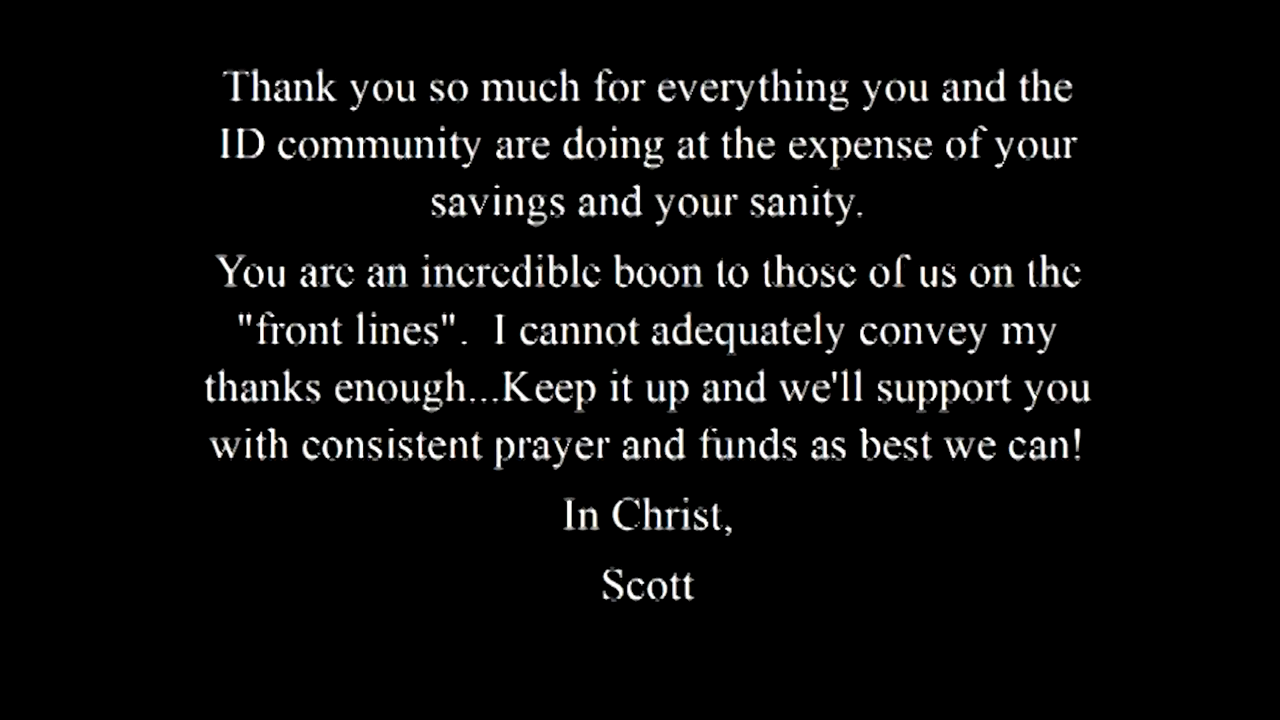 Thank you so much for everything you and the
ID community are doing at the expense of your
savings and your sanity.
You are an incredible boon to those of us on the
"front lines".  I cannot adequately convey my
thanks enough...Keep it up and we'll support you
with consistent prayer and funds as best we can!
In Christ,
Scott